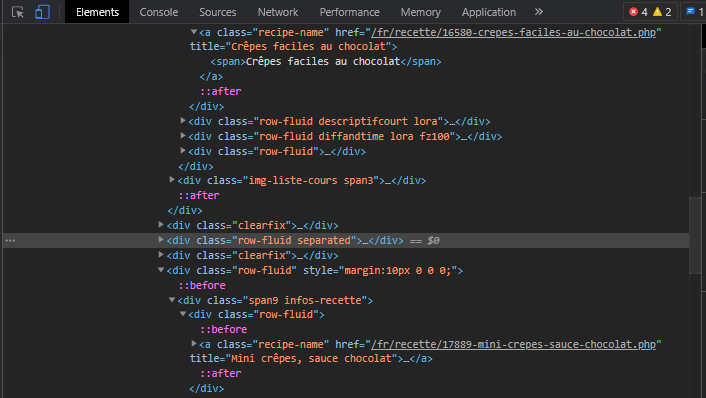 Elements Console Sources Network Performance Memory Application » 4 2 1
▼<a class="recipe-name" href="/fr/recette/16580-crepes-faciles-au-chocolat.php"
title="Crêpes faciles au chocolat">
<span>Crêpes faciles au chocolat</span>
</a>
::after
</div>
▶<div class="row-fluid descriptifcourt lora">…</div>
▶<div class="row-fluid diffandtime lora fz100">…</div>
▶<div class="row-fluid">…</div>
</div>
▶<div class="img-liste-cours span3">…</div>
::after
</div>
▶<div class="clearfix">…</div>
… ▶<div class="row-fluid separated">…</div> == $0
▶<div class="clearfix">…</div>
▼<div class="row-fluid" style="margin:10px 0 0 0;">
::before
▼<div class="span9 infos-recette">
▼<div class="row-fluid">
::before
▶<a class="recipe-name" href="/fr/recette/17889-mini-crepes-sauce-chocolat.php"
title="Mini crêpes, sauce chocolat">…</a>
::after
</div>